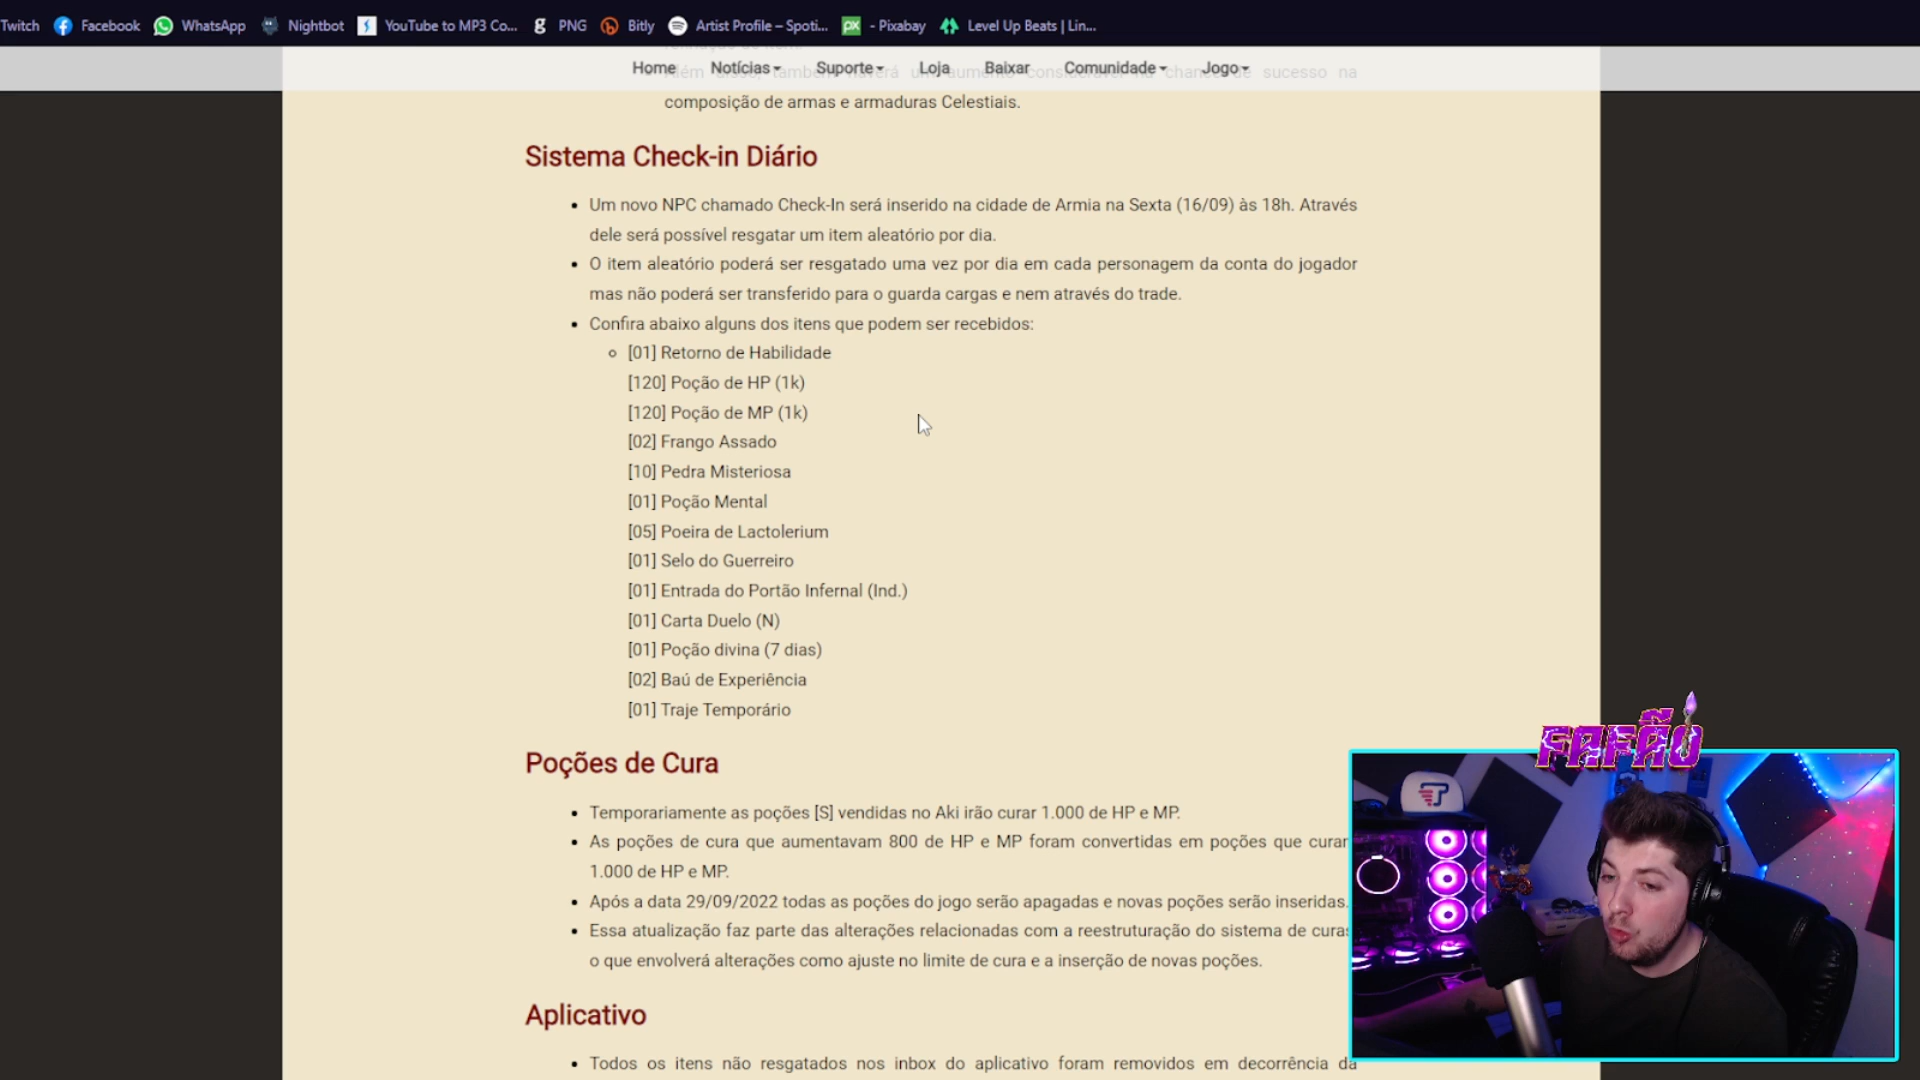 Twitch Facebook WhatsApp Nightbot YouTube to MP3 Co... PNG Bitly Artist Profile – Spoti... - Pixabay Level Up Beats | Lin...
Home Notícias Suporte Loja Baixar Comunidade Jogo
Além disso, também haverá um aumento considerável na chance de sucesso na
composição de armas e armaduras Celestiais.
Sistema Check-in Diário
• Um novo NPC chamado Check-In será inserido na cidade de Armia na Sexta (16/09) às 18h. Através
dele será possível resgatar um item aleatório por dia.
• O item aleatório poderá ser resgatado uma vez por dia em cada personagem da conta do jogador
mas não poderá ser transferido para o guarda cargas e nem através do trade.
• Confira abaixo alguns dos itens que podem ser recebidos:
[01] Retorno de Habilidade
[120] Poção de HP (1k)
[120] Poção de MP (1k)
[02] Frango Assado
[10] Pedra Misteriosa
[01] Poção Mental
[05] Poeira de Lactolerium
[01] Selo do Guerreiro
[01] Entrada do Portão Infernal (Ind.)
[01] Carta Duelo (N)
[01] Poção divina (7 dias)
[02] Baú de Experiência
[01] Traje Temporário
Poções de Cura
• Temporariamente as poções [S] vendidas no Aki irão curar 1.000 de HP e MP.
• As poções de cura que aumentavam 800 de HP e MP foram convertidas em poções que curar
1.000 de HP e MP.
• Após a data 29/09/2022 todas as poções do jogo serão apagadas e novas poções serão inseridas.
• Essa atualização faz parte das alterações relacionadas com a reestruturação do sistema de curas
o que envolverá alterações como ajuste no limite de cura e a inserção de novas poções.
Aplicativo
• Todos os itens não resgatados nos inbox do aplicativo foram removidos em decorrência da
FAFÃO